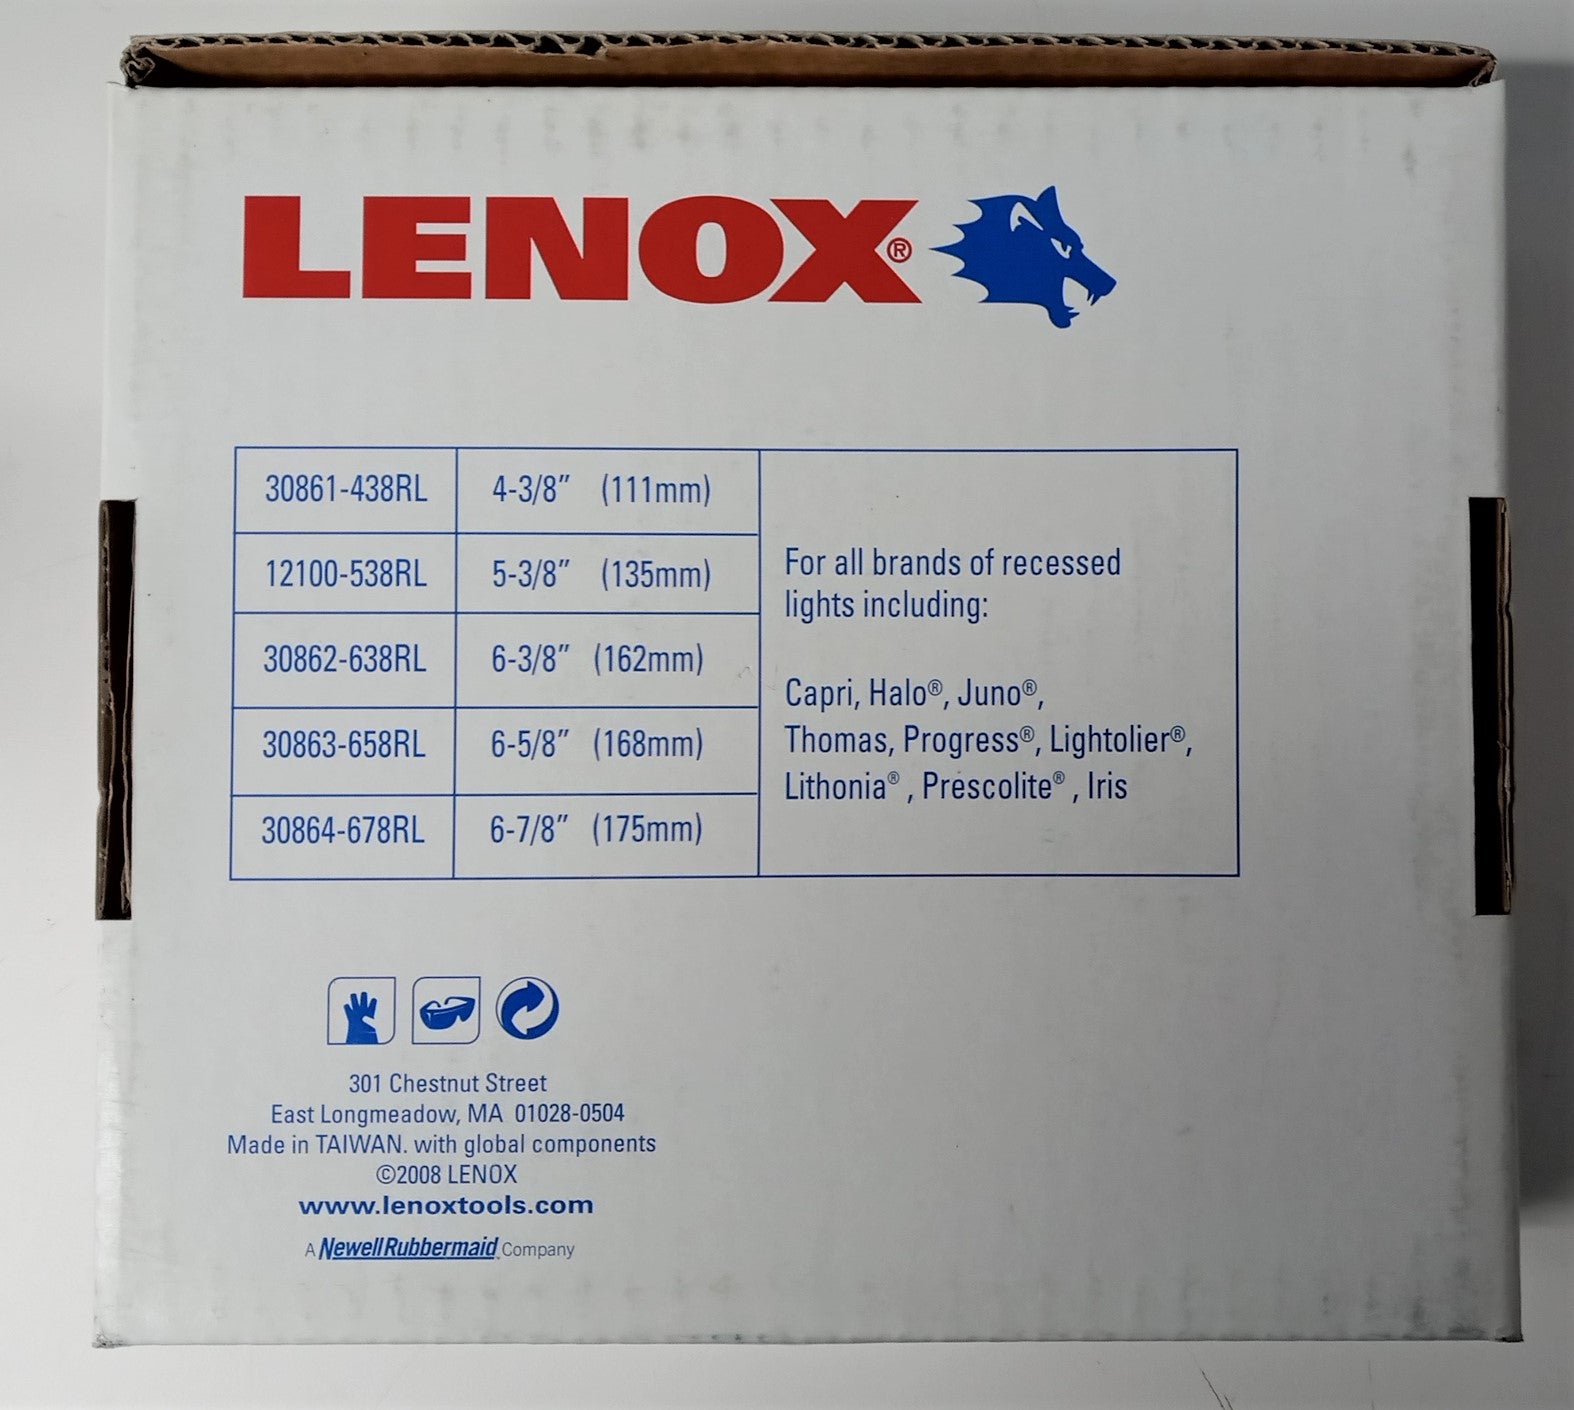 LENOX®
30861-438RL 4-3/8" (111mm)
12100-538RL 5-3/8" (135mm)
30862-638RL 6-3/8" (162mm)
30863-658RL 6-5/8" (168mm)
30864-678RL 6-7/8" (175mm)
For all brands of recessed
lights including:
Capri, Halo®, Juno®,
Thomas, Progress®, Lightolier®,
Lithonia® , Prescolite® , Iris
301 Chestnut Street
East Longmeadow, MA 01028-0504
Made in TAIWAN. with global components
©2008 LENOX
www.lenoxtools.com
A NewellRubbermaid Company